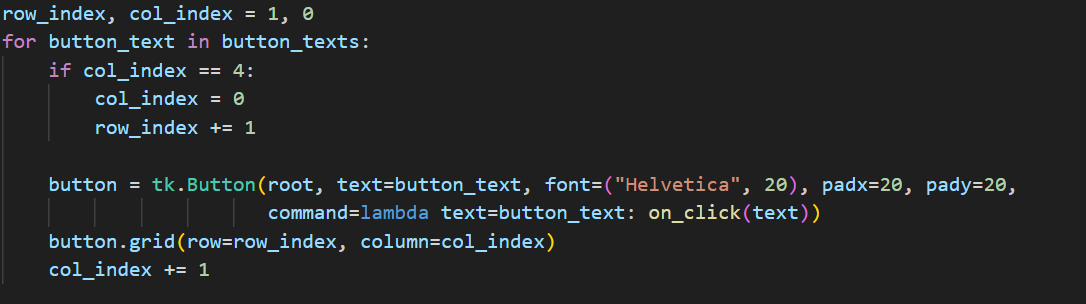 row_index, col_index = 1, 0
for button_text in button_texts:
    if col_index == 4:
        col_index = 0
        row_index += 1

    button = tk.Button(root, text=button_text, font=("Helvetica", 20), padx=20, pady=20,
                       command=lambda text=button_text: on_click(text))
    button.grid(row=row_index, column=col_index)
    col_index += 1